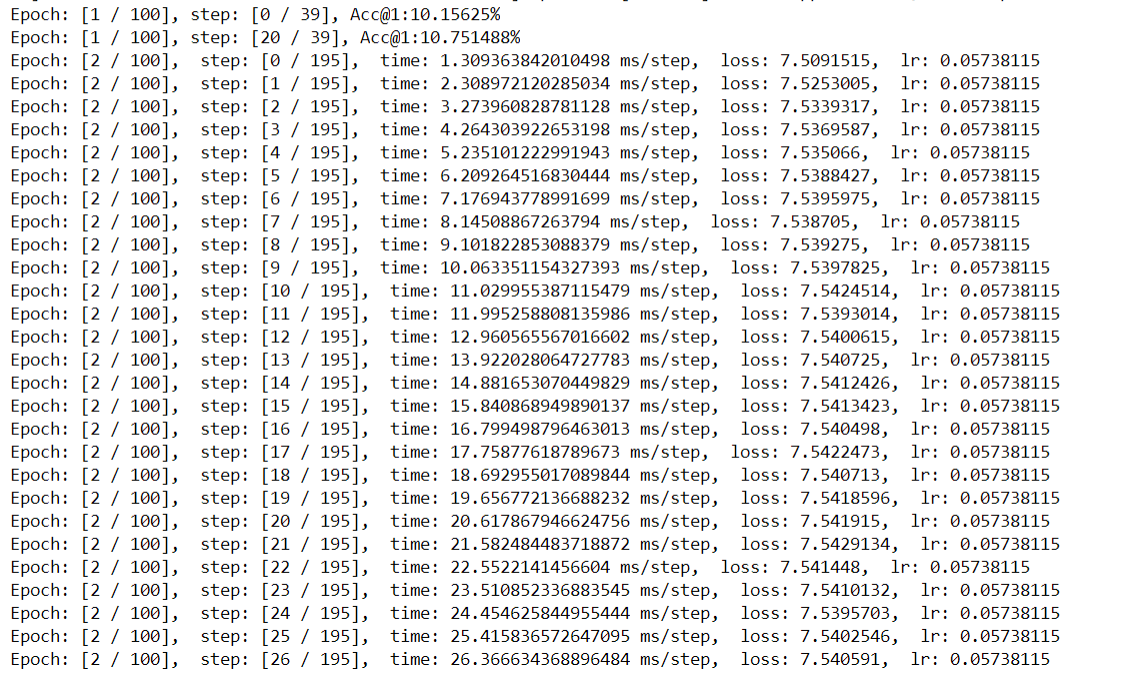 Epoch: [1 / 100], step: [0 / 39], Acc@1:10.15625%
Epoch: [1 / 100], step: [20 / 39], Acc@1:10.751488%
Epoch: [2 / 100],  step: [0 / 195],  time: 1.309363842010498 ms/step,  loss: 7.5091515,  lr: 0.05738115
Epoch: [2 / 100],  step: [1 / 195],  time: 2.308972120285034 ms/step,  loss: 7.5253005,  lr: 0.05738115
Epoch: [2 / 100],  step: [2 / 195],  time: 3.273960828781128 ms/step,  loss: 7.5339317,  lr: 0.05738115
Epoch: [2 / 100],  step: [3 / 195],  time: 4.264303922653198 ms/step,  loss: 7.5369587,  lr: 0.05738115
Epoch: [2 / 100],  step: [4 / 195],  time: 5.235101222991943 ms/step,  loss: 7.535066,  lr: 0.05738115
Epoch: [2 / 100],  step: [5 / 195],  time: 6.209264516830444 ms/step,  loss: 7.5388427,  lr: 0.05738115
Epoch: [2 / 100],  step: [6 / 195],  time: 7.176943778991699 ms/step,  loss: 7.5395975,  lr: 0.05738115
Epoch: [2 / 100],  step: [7 / 195],  time: 8.14508867263794 ms/step,  loss: 7.538705,  lr: 0.05738115
Epoch: [2 / 100],  step: [8 / 195],  time: 9.101822853088379 ms/step,  loss: 7.539275,  lr: 0.05738115
Epoch: [2 / 100],  step: [9 / 195],  time: 10.063351154327393 ms/step,  loss: 7.5397825,  lr: 0.05738115
Epoch: [2 / 100],  step: [10 / 195],  time: 11.029955387115479 ms/step,  loss: 7.5424514,  lr: 0.05738115
Epoch: [2 / 100],  step: [11 / 195],  time: 11.995258808135986 ms/step,  loss: 7.5393014,  lr: 0.05738115
Epoch: [2 / 100],  step: [12 / 195],  time: 12.960565567016602 ms/step,  loss: 7.5400615,  lr: 0.05738115
Epoch: [2 / 100],  step: [13 / 195],  time: 13.922028064727783 ms/step,  loss: 7.540725,  lr: 0.05738115
Epoch: [2 / 100],  step: [14 / 195],  time: 14.881653070449829 ms/step,  loss: 7.5412426,  lr: 0.05738115
Epoch: [2 / 100],  step: [15 / 195],  time: 15.840868949890137 ms/step,  loss: 7.5413423,  lr: 0.05738115
Epoch: [2 / 100],  step: [16 / 195],  time: 16.799498796463013 ms/step,  loss: 7.540498,  lr: 0.05738115
Epoch: [2 / 100],  step: [17 / 195],  time: 17.75877618789673 ms/step,  loss: 7.5422473,  lr: 0.05738115
Epoch: [2 / 100],  step: [18 / 195],  time: 18.692955017089844 ms/step,  loss: 7.540713,  lr: 0.05738115
Epoch: [2 / 100],  step: [19 / 195],  time: 19.656772136688232 ms/step,  loss: 7.5418596,  lr: 0.05738115
Epoch: [2 / 100],  step: [20 / 195],  time: 20.617867946624756 ms/step,  loss: 7.541915,  lr: 0.05738115
Epoch: [2 / 100],  step: [21 / 195],  time: 21.582484483718872 ms/step,  loss: 7.5429134,  lr: 0.05738115
Epoch: [2 / 100],  step: [22 / 195],  time: 22.5522141456604 ms/step,  loss: 7.541448,  lr: 0.05738115
Epoch: [2 / 100],  step: [23 / 195],  time: 23.510852336883545 ms/step,  loss: 7.5410132,  lr: 0.05738115
Epoch: [2 / 100],  step: [24 / 195],  time: 24.454625844955444 ms/step,  loss: 7.5395703,  lr: 0.05738115
Epoch: [2 / 100],  step: [25 / 195],  time: 25.415836572647095 ms/step,  loss: 7.5402546,  lr: 0.05738115
Epoch: [2 / 100],  step: [26 / 195],  time: 26.366634368896484 ms/step,  loss: 7.540591,  lr: 0.05738115